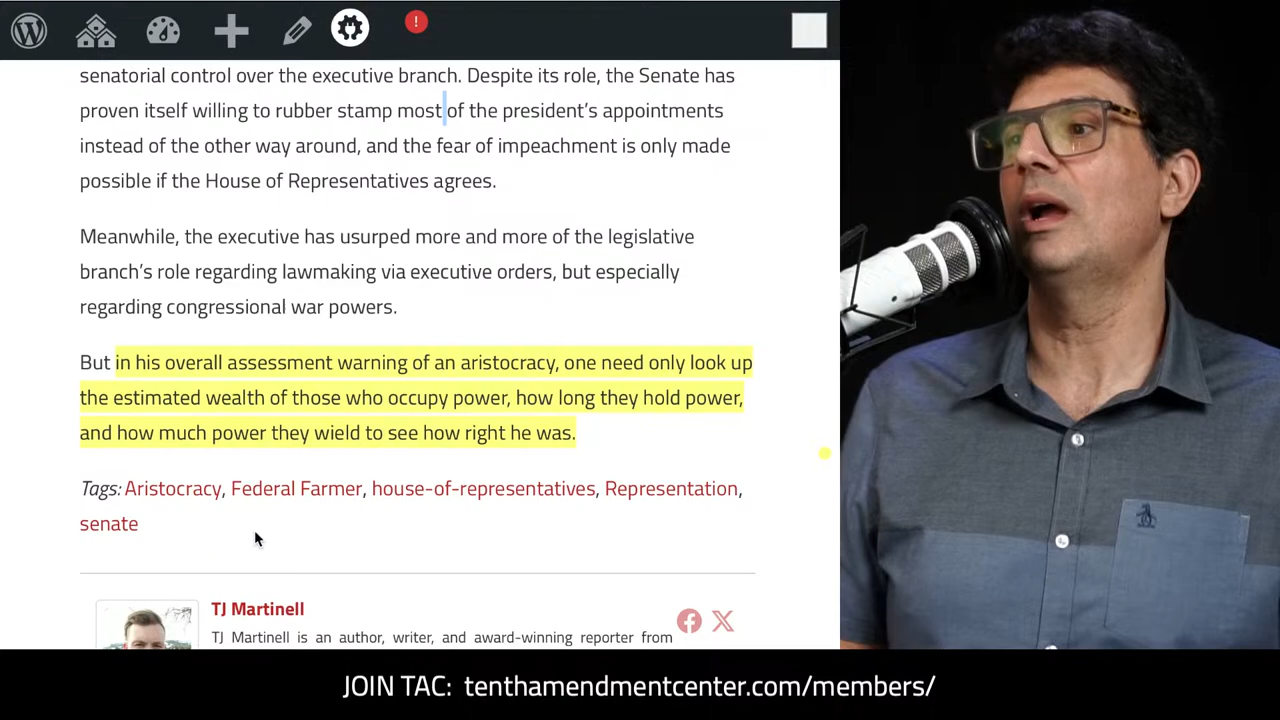 senatorial control over the executive branch. Despite its role, the Senate has
proven itself willing to rubber stamp most of the president’s appointments
instead of the other way around, and the fear of impeachment is only made
possible if the House of Representatives agrees.
Meanwhile, the executive has usurped more and more of the legislative
branch’s role regarding lawmaking via executive orders, but especially
regarding congressional war powers.
But in his overall assessment warning of an aristocracy, one need only look up
the estimated wealth of those who occupy power, how long they hold power,
and how much power they wield to see how right he was.
Tags: Aristocracy, Federal Farmer, house-of-representatives, Representation,
senate
TJ Martinell
TJ Martinell is an author, writer, and award-winning reporter from
JOIN TAC: tenthamendmentcenter.com/members/